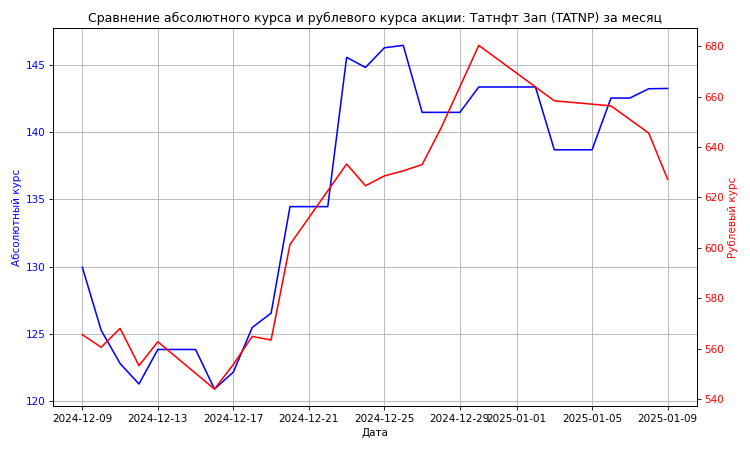 Сравнение абсолютного курса и рублевого курса акции: Татнфт 3ап (TATNP) за месяц
145
140
135
130
125
120
Абсолютный курс
680
660
640
620
600
580
560
540
Рублевый курс
2024-12-09 2024-12-13 2024-12-17 2024-12-21 2024-12-25 2024-12-29 2025-01-01 2025-01-05 2025-01-09
Дата